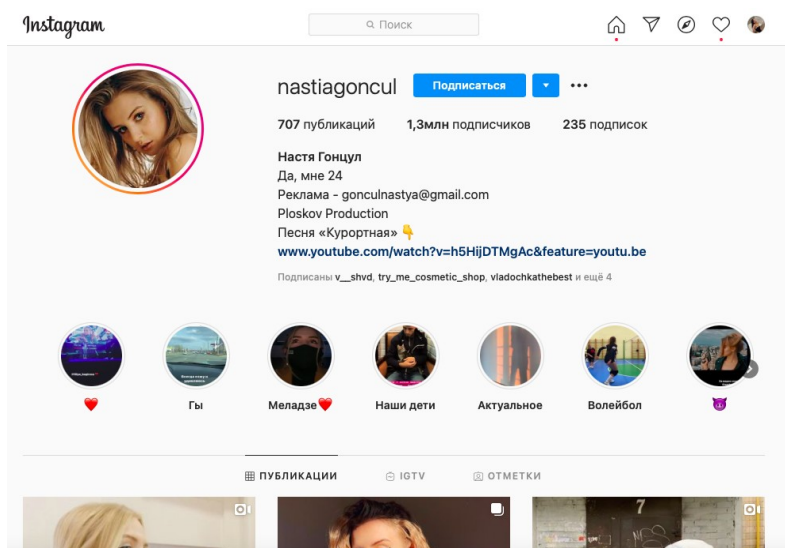 Instagram
Поиск
nastiagoncul Подписаться
707 публикаций 1,3млн подписчиков 235 подписок
Настя Гонцул
Да, мне 24
Реклама - gonculnastya@gmail.com
Ploskov Production
Песня «Курортная» 👇
www.youtube.com/watch?v=h5HijDTMgAc&feature=youtu.be
Подписаны v__shvd, try_me_cosmetic_shop, vladochkathebest и ещё 4
❤️ Гы Меладзе❤️ Наши дети Актуальное Волейбол 😈
ПУБЛИКАЦИИ IGTV ОТМЕТКИ
7